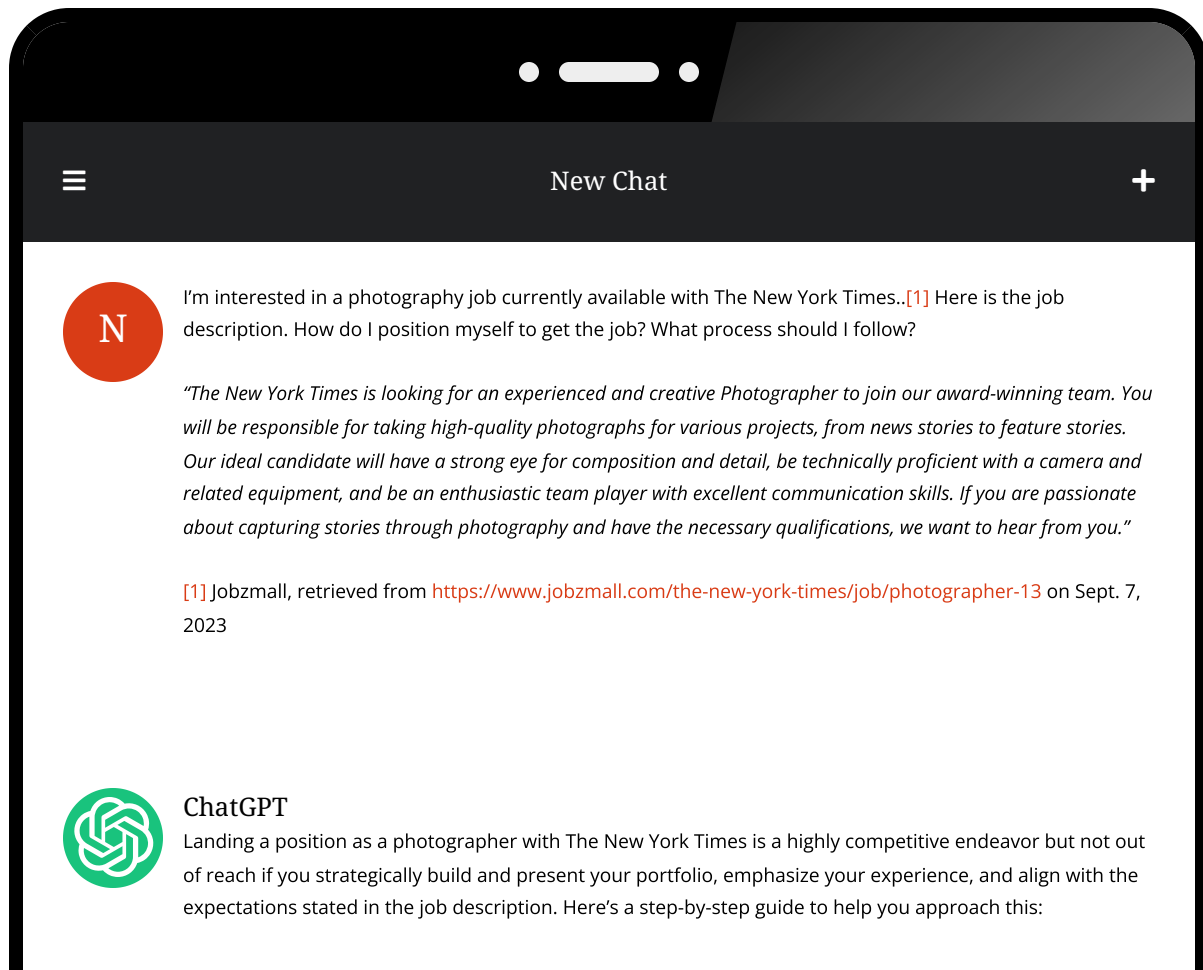 New Chat
N
I’m interested in a photography job currently available with The New York Times..[1] Here is the job
description. How do I position myself to get the job? What process should I follow?
“The New York Times is looking for an experienced and creative Photographer to join our award-winning team. You
will be responsible for taking high-quality photographs for various projects, from news stories to feature stories.
Our ideal candidate will have a strong eye for composition and detail, be technically proficient with a camera and
related equipment, and be an enthusiastic team player with excellent communication skills. If you are passionate
about capturing stories through photography and have the necessary qualifications, we want to hear from you.”
[1] Jobzmall, retrieved from https://www.jobzmall.com/the-new-york-times/job/photographer-13 on Sept. 7,
2023
ChatGPT
Landing a position as a photographer with The New York Times is a highly competitive endeavor but not out
of reach if you strategically build and present your portfolio, emphasize your experience, and align with the
expectations stated in the job description. Here’s a step-by-step guide to help you approach this: